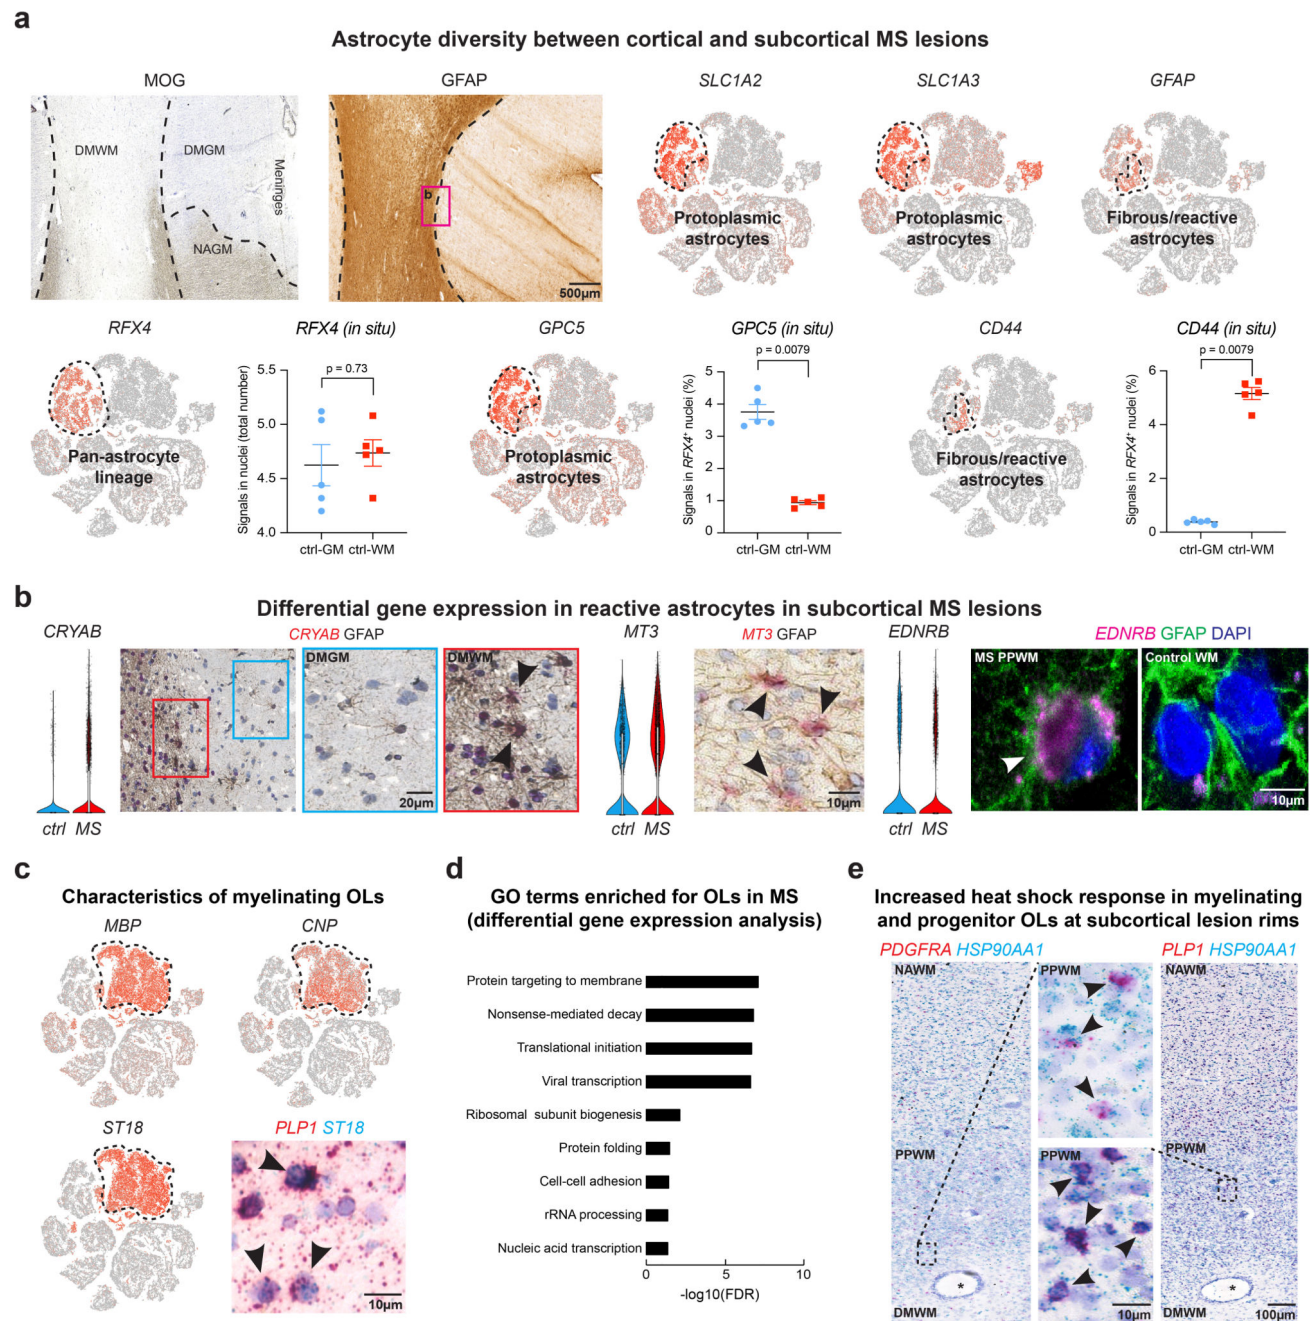 a
Astrocyte diversity between cortical and subcortical MS lesions
MOG
DMWM
DMGM
Meninges
NAGM
GFAP
b
500µm
SLC1A2
Protoplasmic
astrocytes
SLC1A3
Protoplasmic
astrocytes
GFAP
Fibrous/reactive
astrocytes
RFX4
Pan-astrocyte
lineage
RFX4 (in situ)
p = 0.73
Signals in nuclei (total number)
5.5
5.0
4.5
4.0
ctrl-GM ctrl-WM
GPC5
Protoplasmic
astrocytes
GPC5 (in situ)
p = 0.0079
Signals in RFX4⁺ nuclei (%)
5
4
3
2
1
0
ctrl-GM ctrl-WM
CD44
Fibrous/reactive
astrocytes
CD44 (in situ)
p = 0.0079
Signals in RFX4⁺ nuclei (%)
6
4
2
0
ctrl-GM ctrl-WM
b
Differential gene expression in reactive astrocytes in subcortical MS lesions
CRYAB
ctrl MS
CRYAB GFAP
DMGM
20µm
DMWM
MT3
ctrl MS
MT3 GFAP
10µm
EDNRB
ctrl MS
EDNRB GFAP DAPI
MS PPWM
Control WM
10µm
c
Characteristics of myelinating OLs
MBP
CNP
ST18
PLP1 ST18
10µm
d
GO terms enriched for OLs in MS
(differential gene expression analysis)
Protein targeting to membrane
Nonsense-mediated decay
Translational initiation
Viral transcription
Ribosomal subunit biogenesis
Protein folding
Cell-cell adhesion
rRNA processing
Nucleic acid transcription
0 5 10
-log10(FDR)
e
Increased heat shock response in myelinating
and progenitor OLs at subcortical lesion rims
PDGFRA HSP90AA1
NAWM
PPWM
*
DMWM
PPWM
PPWM
10µm
PLP1 HSP90AA1
NAWM
PPWM
*
DMWM
100µm